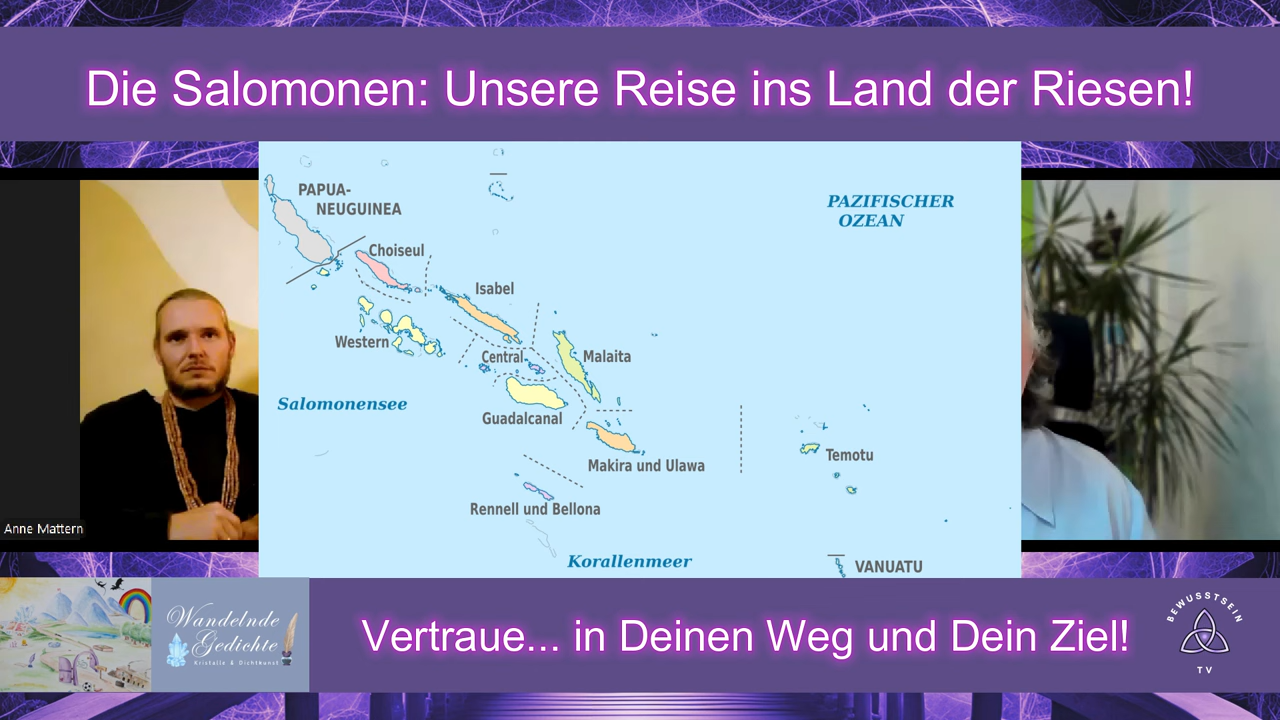 Die Salomonen: Unsere Reise ins Land der Riesen!
PAPUA-
NEUGUINEA
PAZIFISCHER
OZEAN
Choiseul
Isabel
Western
Central
Malaita
Salomonensee
Guadalcanal
Makira und Ulawa
Temotu
Rennell und Bellona
Korallenmeer
VANUATU
Anne Mattern
Wandelnde
Gedichte
Kristalle & Dichtkunst
Vertraue... in Deinen Weg und Dein Ziel!
BEWUSSTSEIN
TV